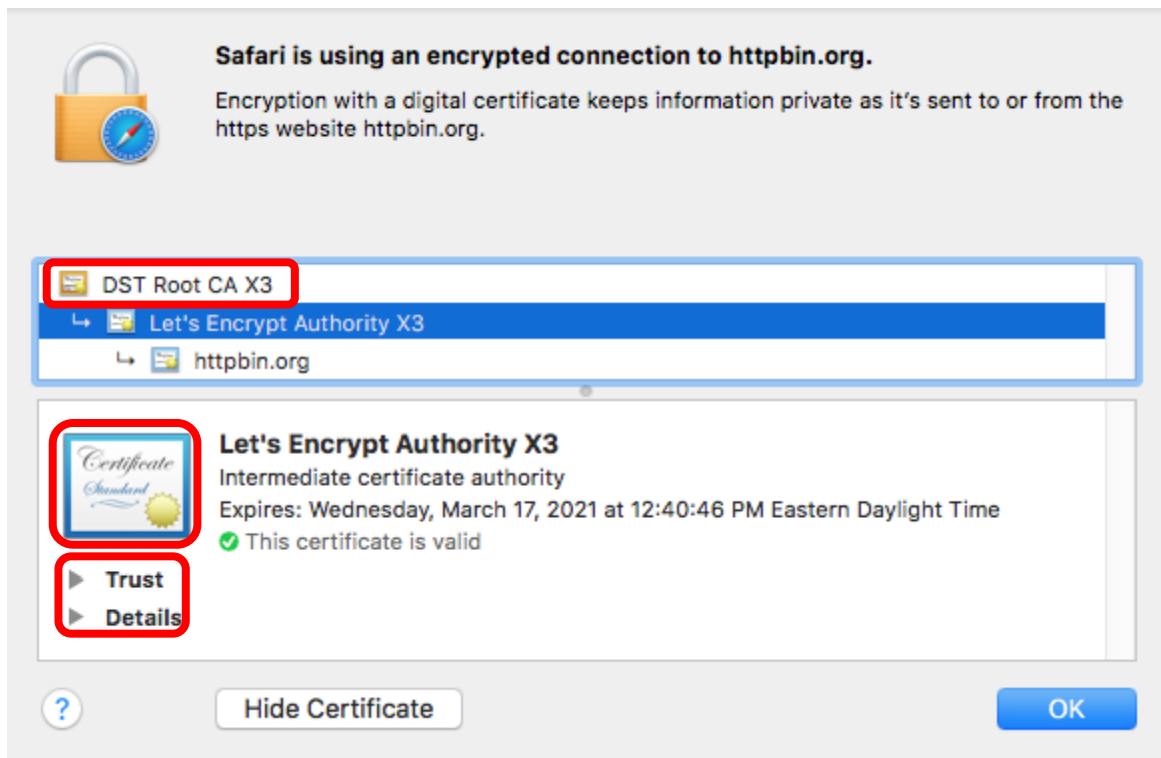 Safari is using an encrypted connection to httpbin.org.
Encryption with a digital certificate keeps information private as it's sent to or from the
https website httpbin.org.
DST Root CA X3
Let's Encrypt Authority X3
httpbin.org
Certificate
Standard
Let's Encrypt Authority X3
Intermediate certificate authority
Expires: Wednesday, March 17, 2021 at 12:40:46 PM Eastern Daylight Time
This certificate is valid
Trust
Details
? Hide Certificate OK